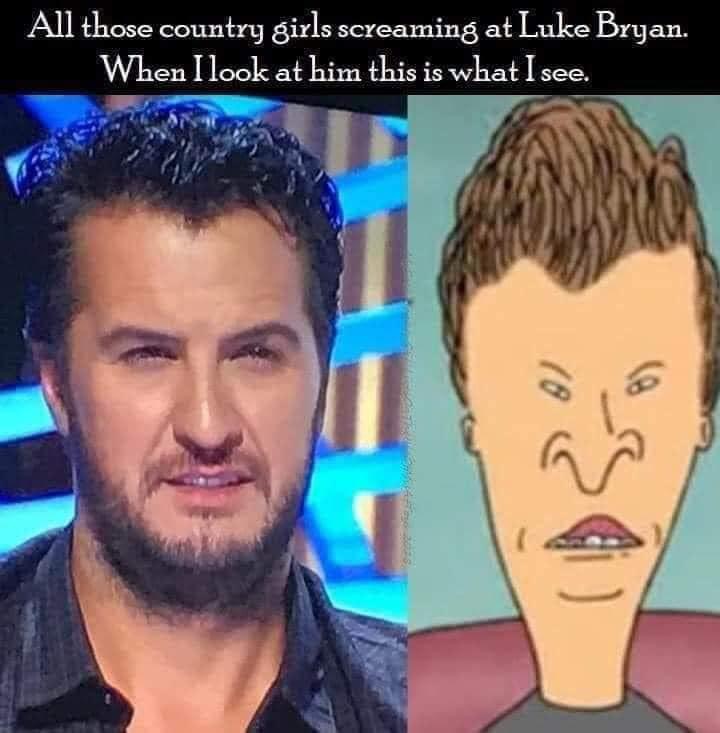 All those country girls screaming at Luke Bryan.
When I look at him this is what I see.